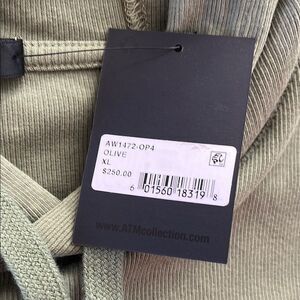 AW1472-OP4
OLIVE
XL
$250.00
6 01560 18319 8
www.ATMcollection.com